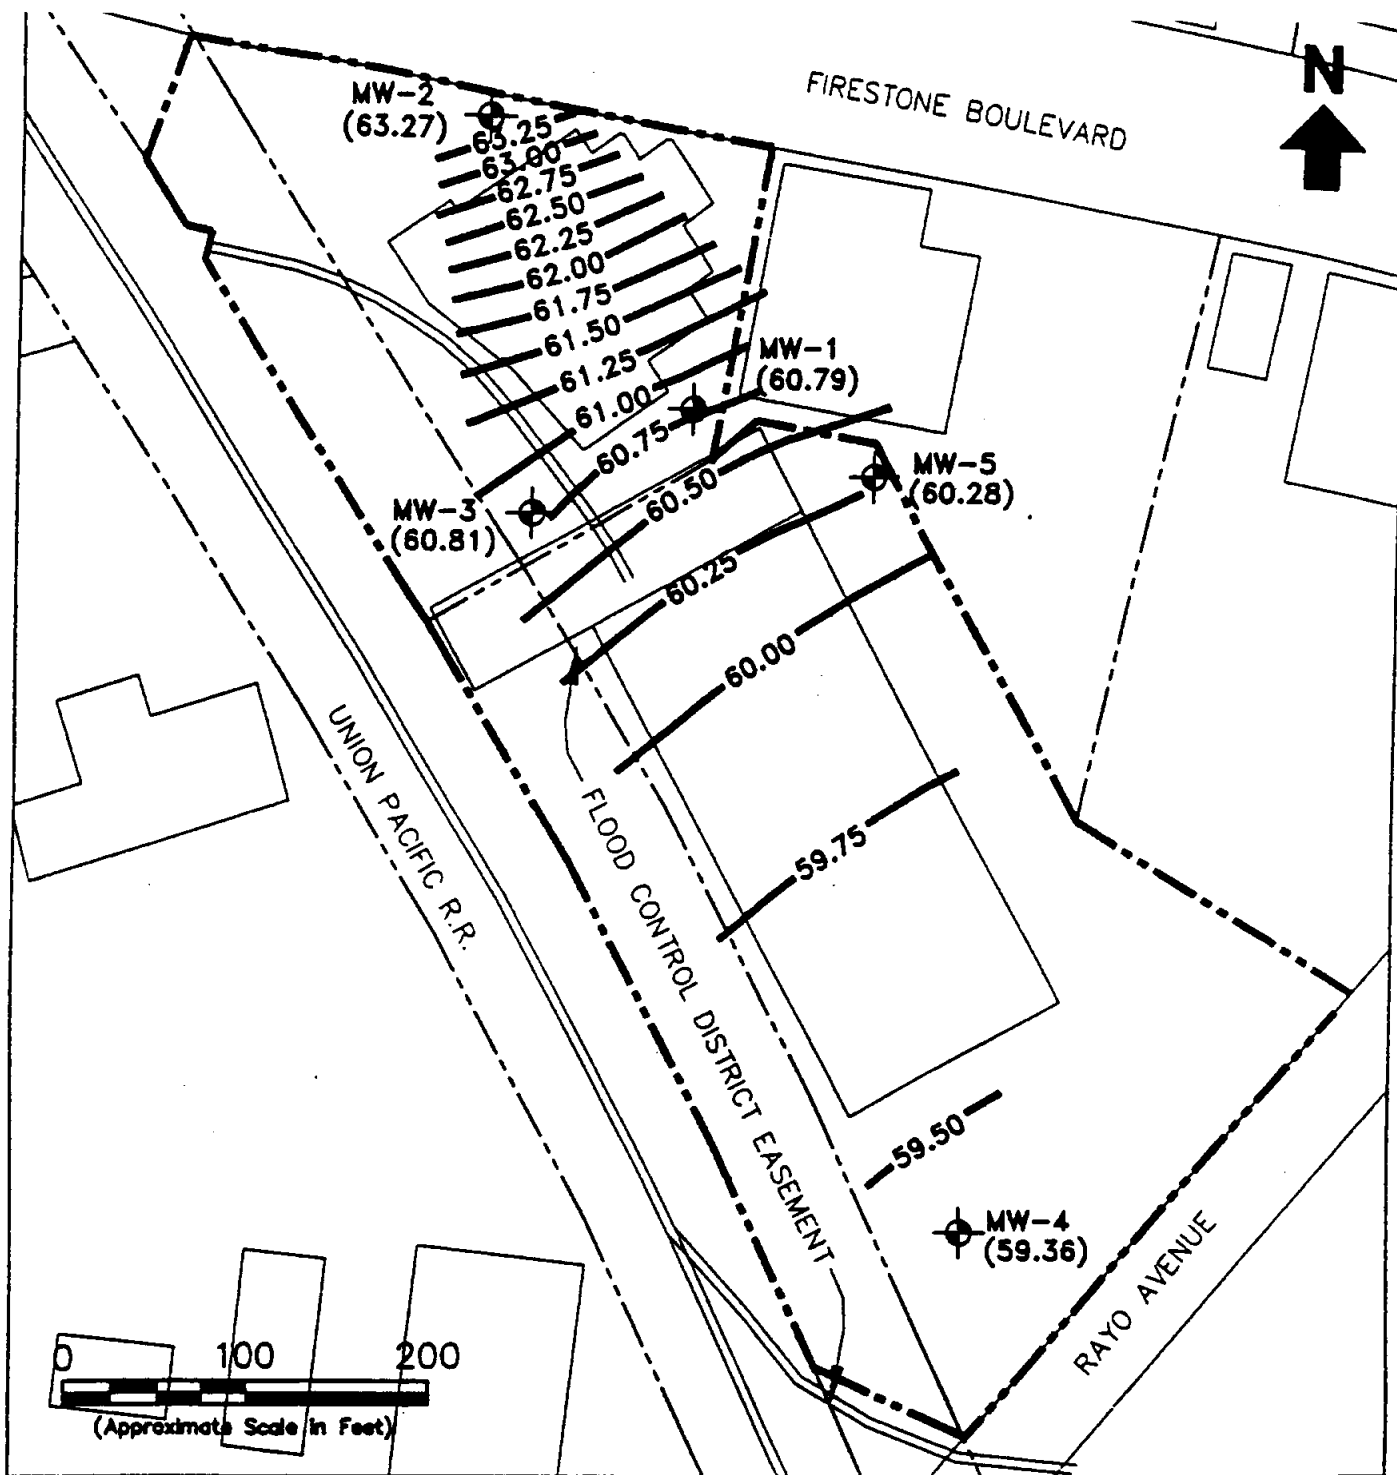 N
FIRESTONE BOULEVARD
MW-2
(63.27)
63.25
63.00
62.75
62.50
62.25
62.00
61.75
61.50
61.25
61.00
60.75
60.50
60.25
60.00
59.75
59.50
MW-1
(60.79)
MW-5
(60.28)
MW-3
(60.81)
UNION PACIFIC R.R.
FLOOD CONTROL DISTRICT EASEMENT
MW-4
(59.36)
RAYO AVENUE
0 100 200
(Approximate Scale in Feet)